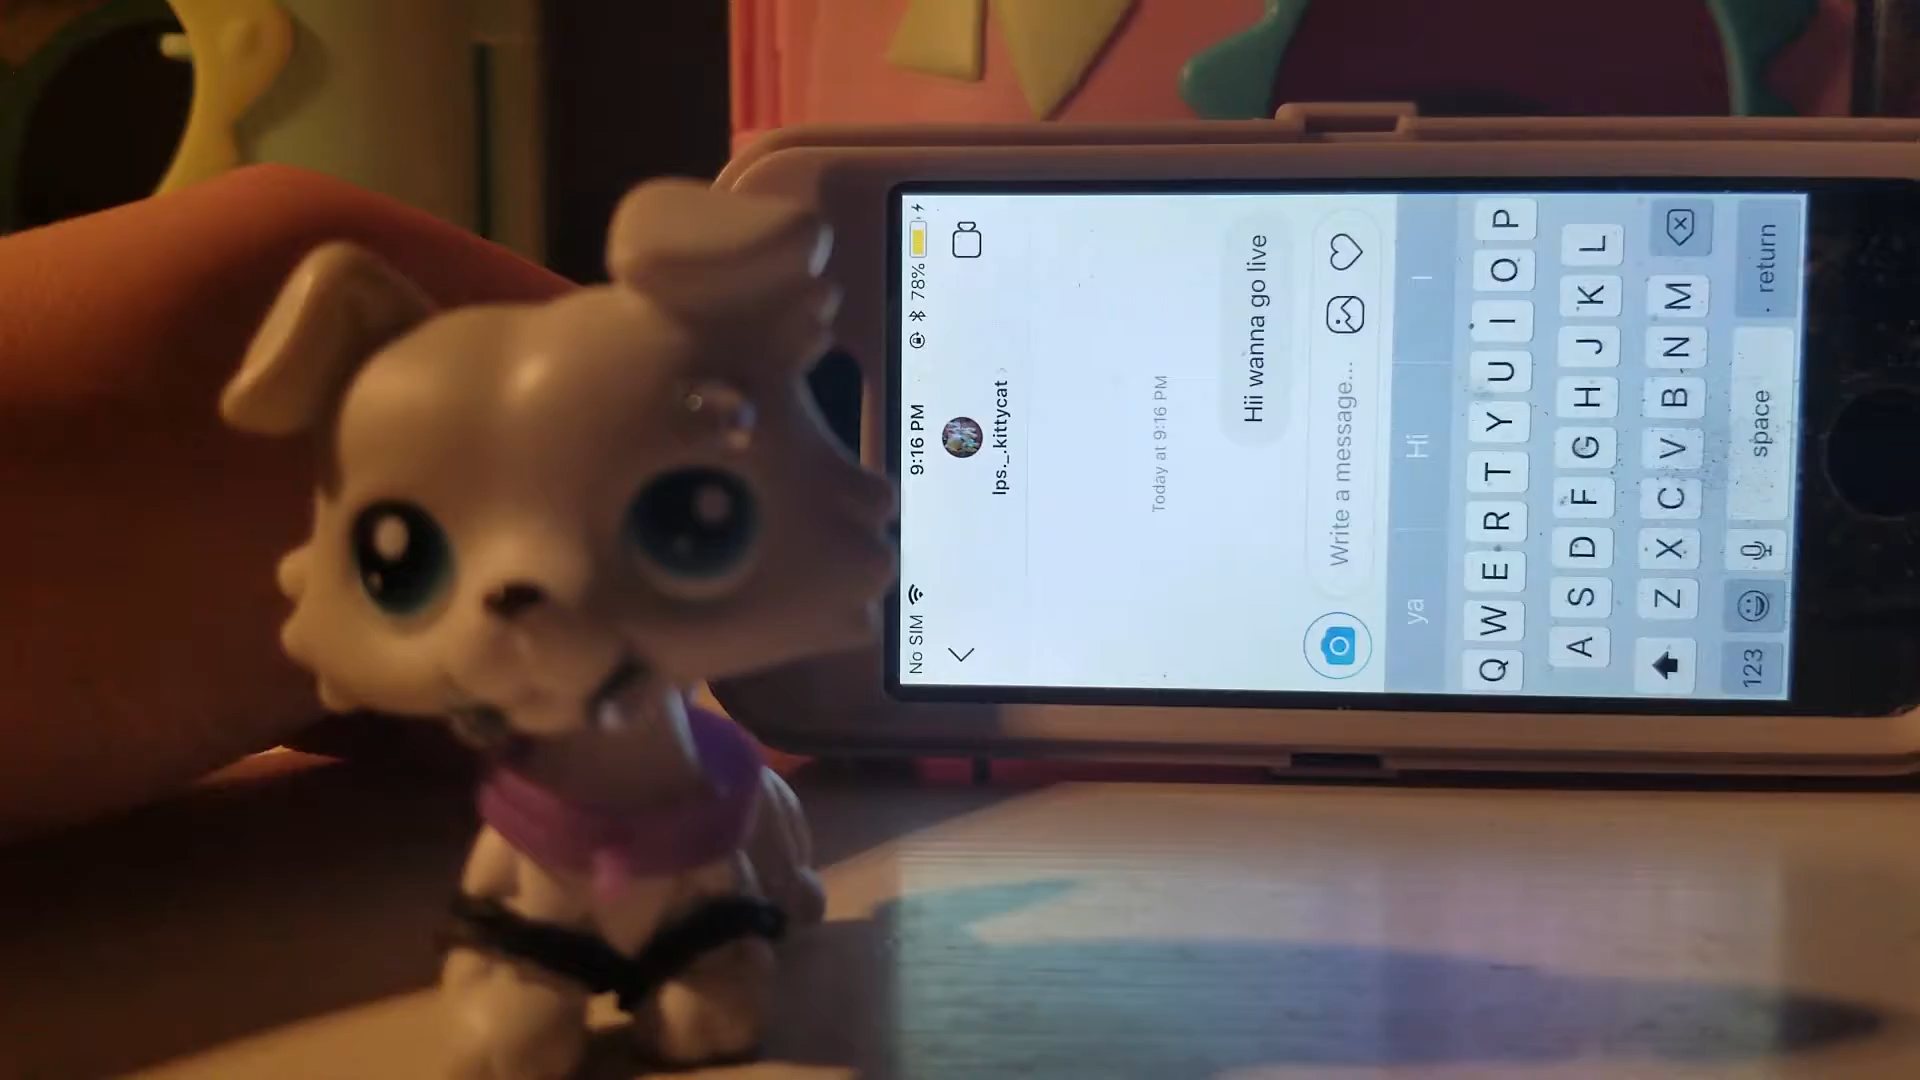 No SIM 9:16 PM 78%
lps._.kittycat
Today at 9:16 PM
Hii wanna go live
Write a message...
ya Hi I
Q W E R T Y U I O P
A S D F G H J K L
Z X C V B N M
123 space . return